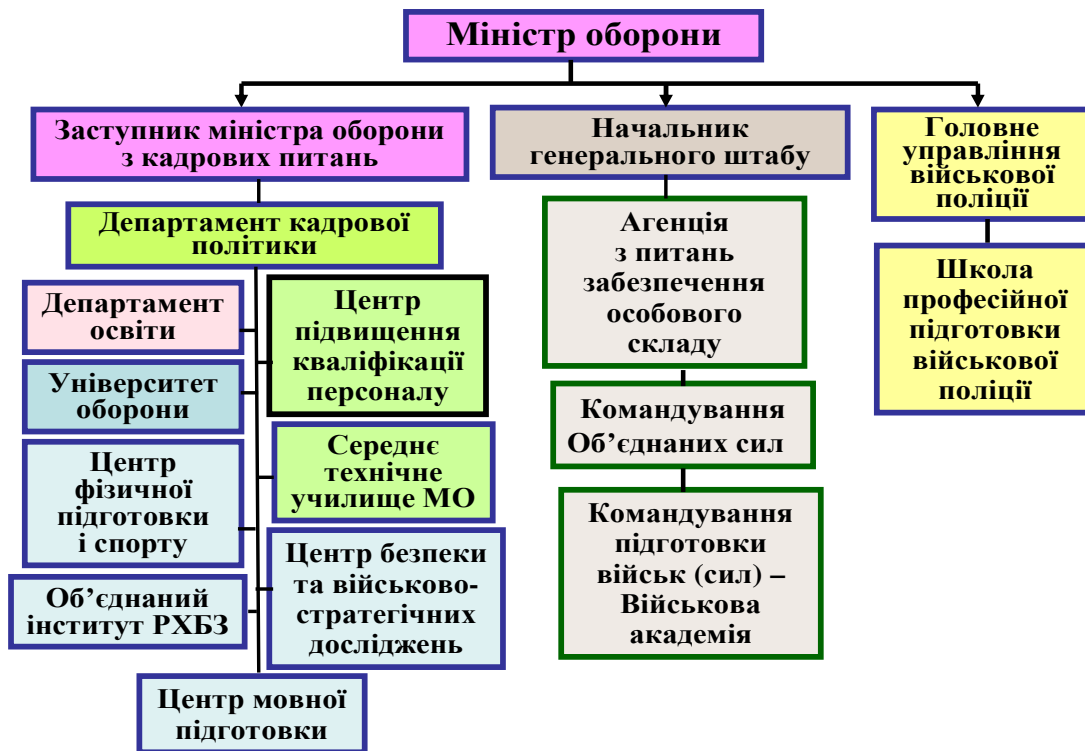 Міністр оборони
Заступник міністра оборони
з кадрових питань
Начальник
генерального штабу
Головне
управління
військової
поліції
Департамент кадрової
політики
Агенція
з питань
забезпечення
особового
складу
Школа
професійної
підготовки
військової
поліції
Департамент
освіти
Центр
підвищення
кваліфікації
персоналу
Університет
оборони
Командування
Об’єднаних сил
Центр
фізичної
підготовки
і спорту
Середнє
технічне
училище МО
Командування
підготовки
військ (сил) –
Військова
академія
Об’єднаний
інститут РХБЗ
Центр безпеки
та військово-
стратегічних
досліджень
Центр мовної
підготовки